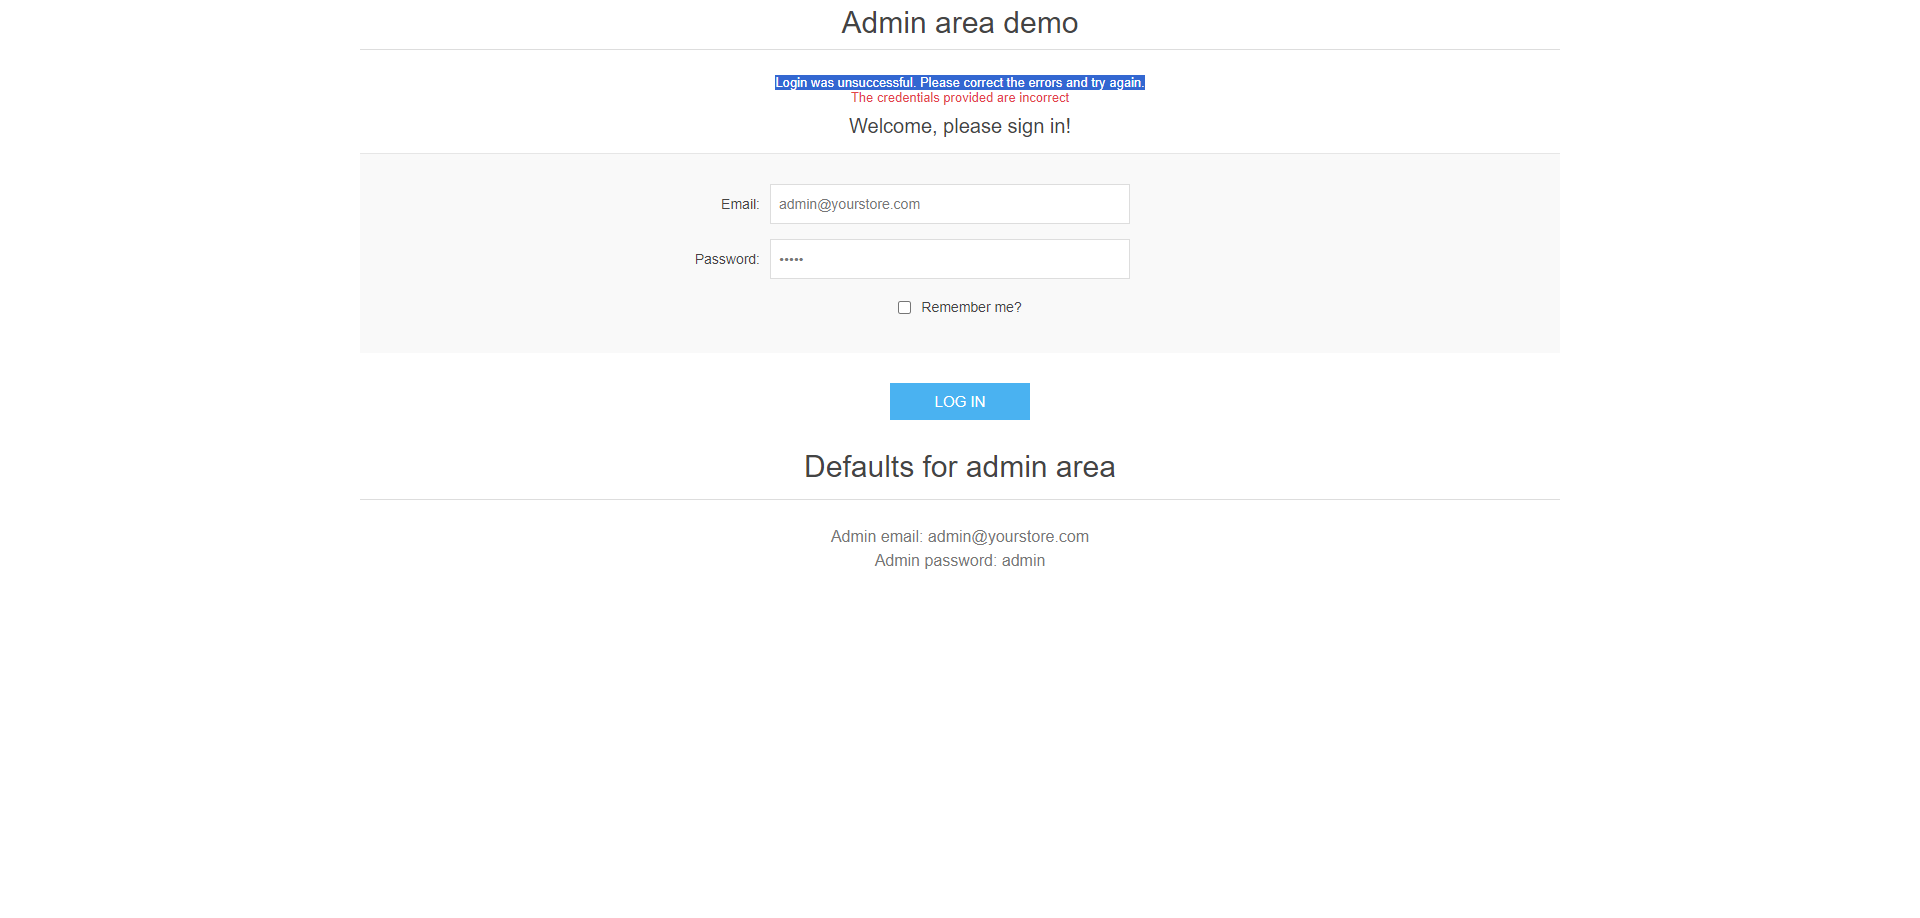 Admin area demo
Login was unsuccessful. Please correct the errors and try again.
The credentials provided are incorrect
Welcome, please sign in!
Email: admin@yourstore.com
Password: •••••
Remember me?
LOG IN
Defaults for admin area
Admin email: admin@yourstore.com
Admin password: admin